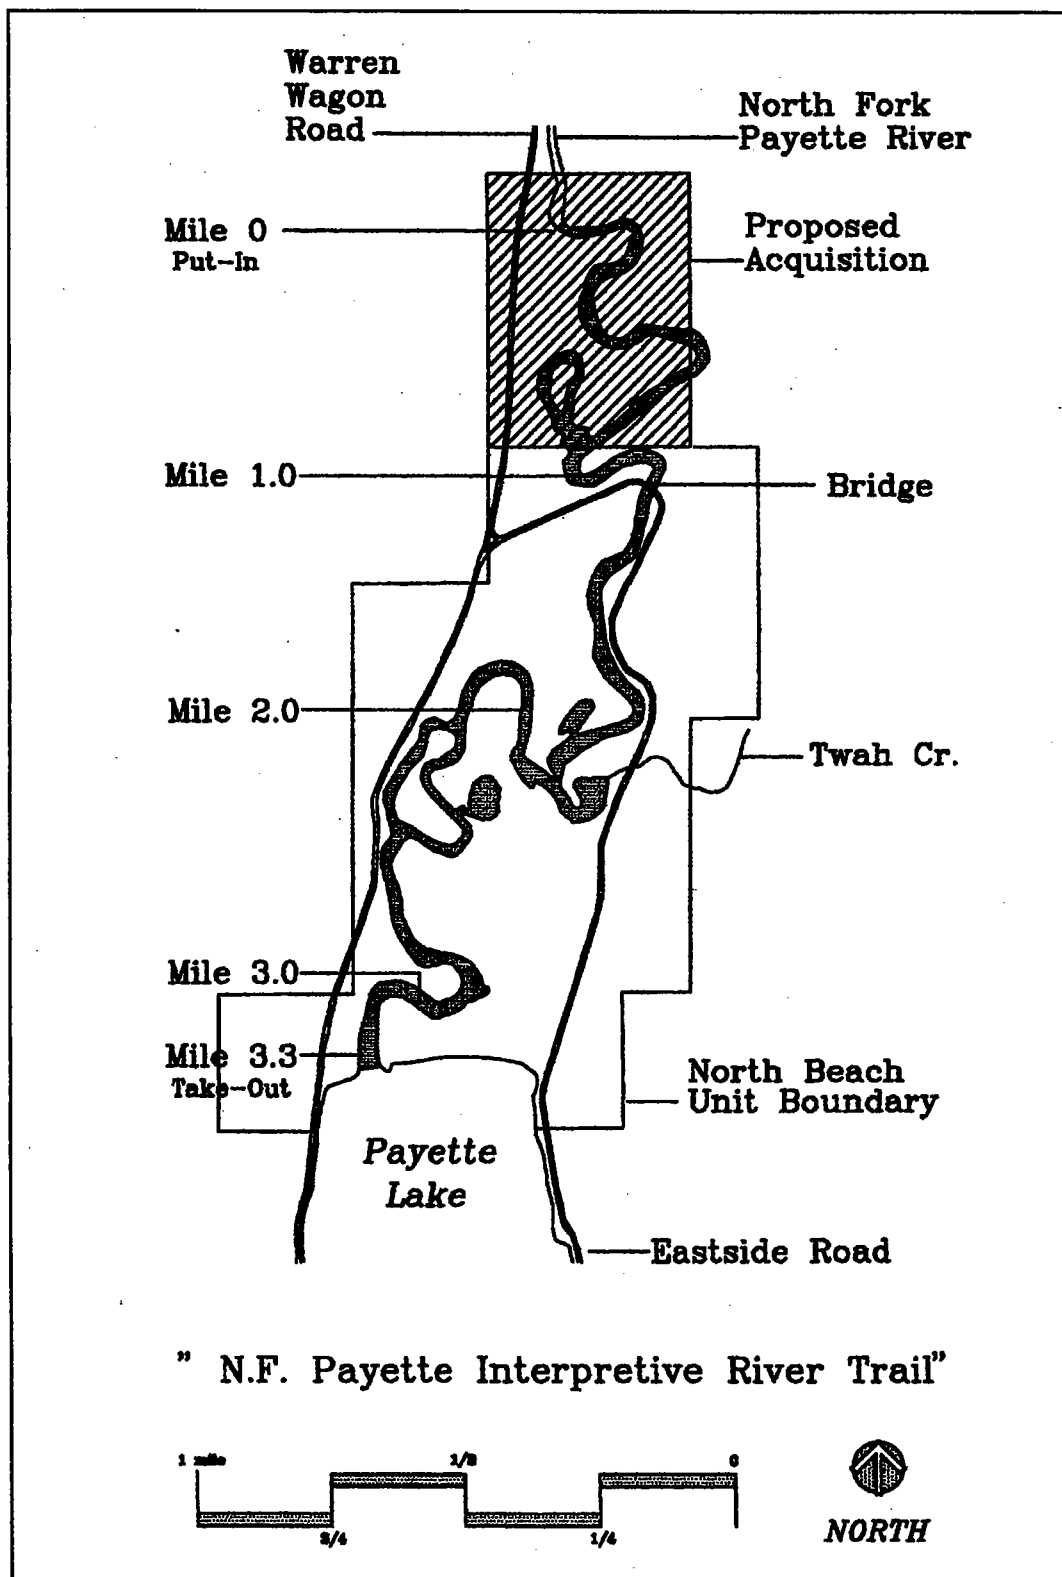 Warren
Wagon
Road
North Fork
Payette River
Mile 0
Put-In
Proposed
Acquisition
Mile 1.0
Bridge
Mile 2.0
Twah Cr.
Mile 3.0
Mile 3.3
Take-Out
North Beach
Unit Boundary
Payette
Lake
Eastside Road
" N.F. Payette Interpretive River Trail"
1 mile
1/2
0
3/4
1/4
NORTH